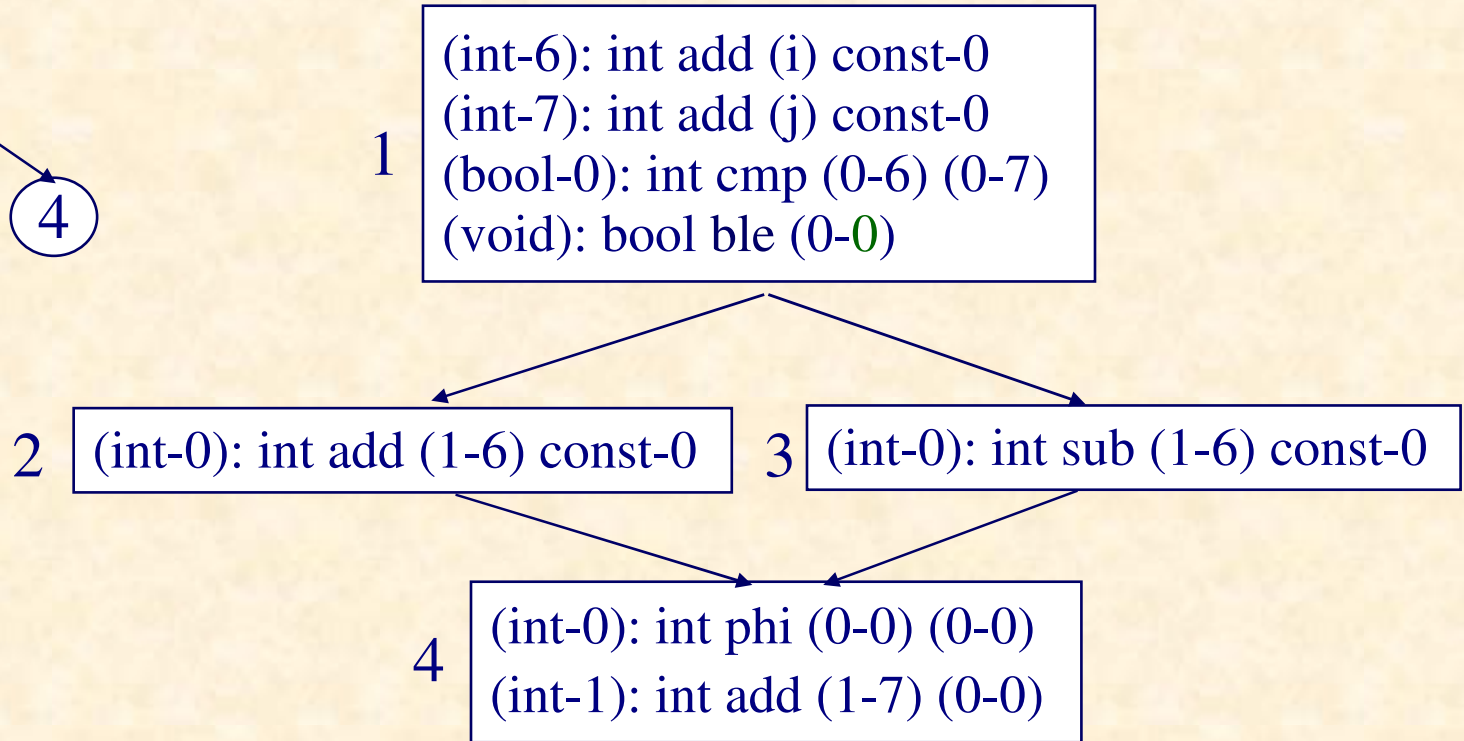 (int-6): int add (i) const-0
(int-7): int add (j) const-0
1
(bool-0): int cmp (0-6) (0-7)
4
(void): bool ble (0-0)
2
(int-0): int add (1-6) const-0
3
(int-0): int sub (1-6) const-0
(int-0): int phi (0-0) (0-0)
4
(int-1): int add (1-7) (0-0)